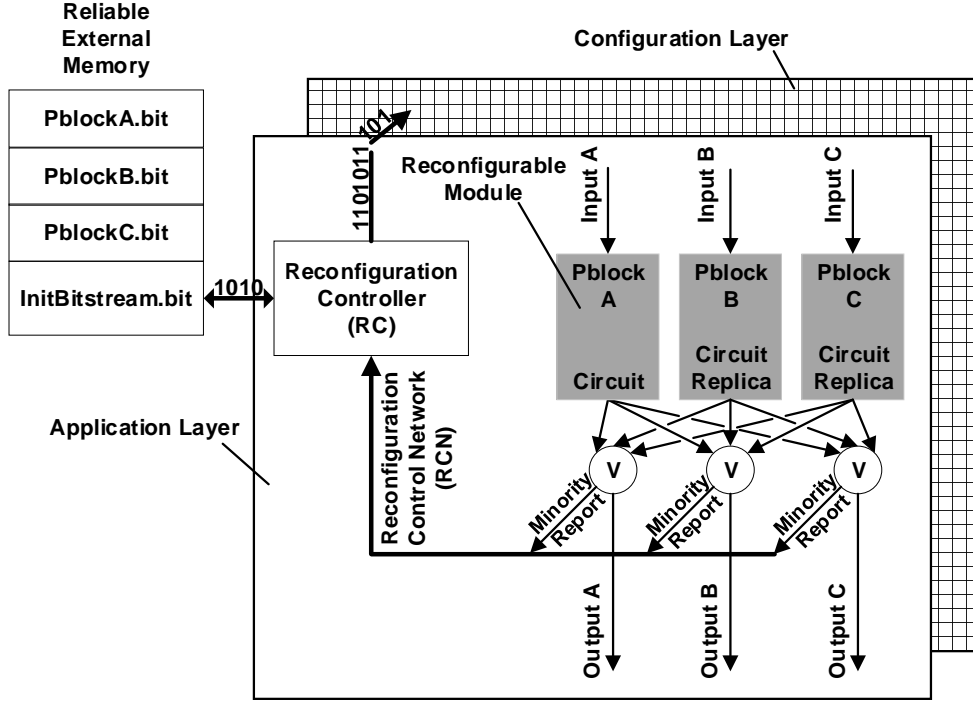 Reliable
External
Memory
PblockA.bit
PblockB.bit
PblockC.bit
InitBitstream.bit
1010
Application Layer
Configuration Layer
101
1101011
Reconfigurable
Module
Reconfiguration
Controller
(RC)
Reconfiguration
Control Network
(RCN)
Input A
Input B
Input C
Pblock
A
Circuit
Pblock
B
Circuit
Replica
Pblock
C
Circuit
Replica
V
V
V
Minority
Report
Minority
Report
Minority
Report
Output A
Output B
Output C